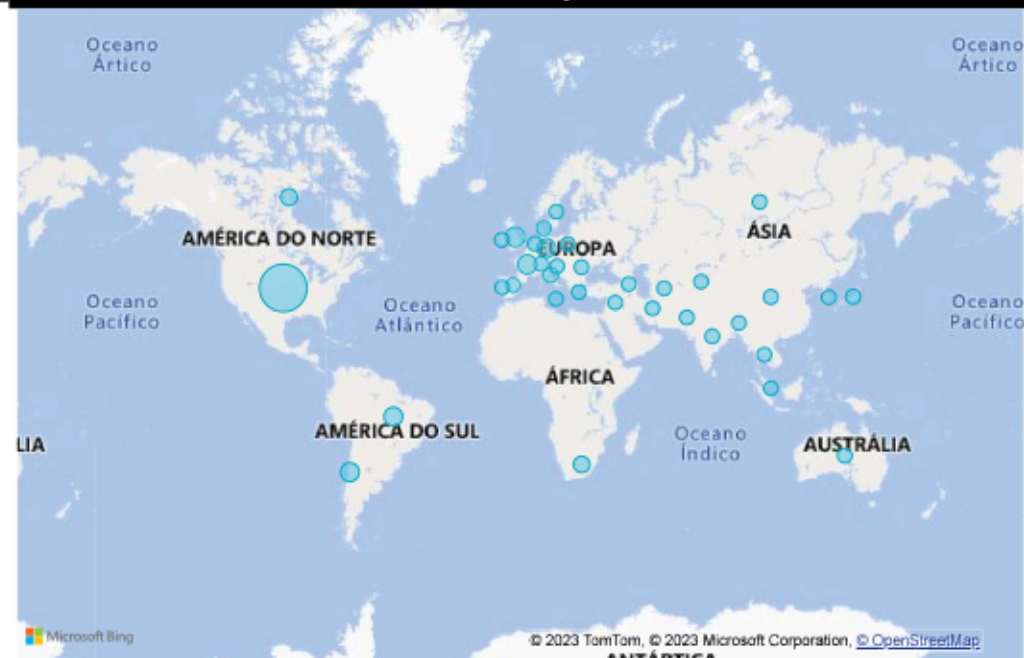 Oceano
Ártico
Oceano
Ártico
AMÉRICA DO NORTE
EUROPA
ÁSIA
Oceano
Pacífico
Oceano
Atlântico
Oceano
Pacífico
ÁFRICA
AMÉRICA DO SUL
Oceano
Índico
LIA
AUSTRÁLIA
Microsoft Bing
© 2023 TomTom, © 2023 Microsoft Corporation, © OpenStreetMap
ANTÁRTICA